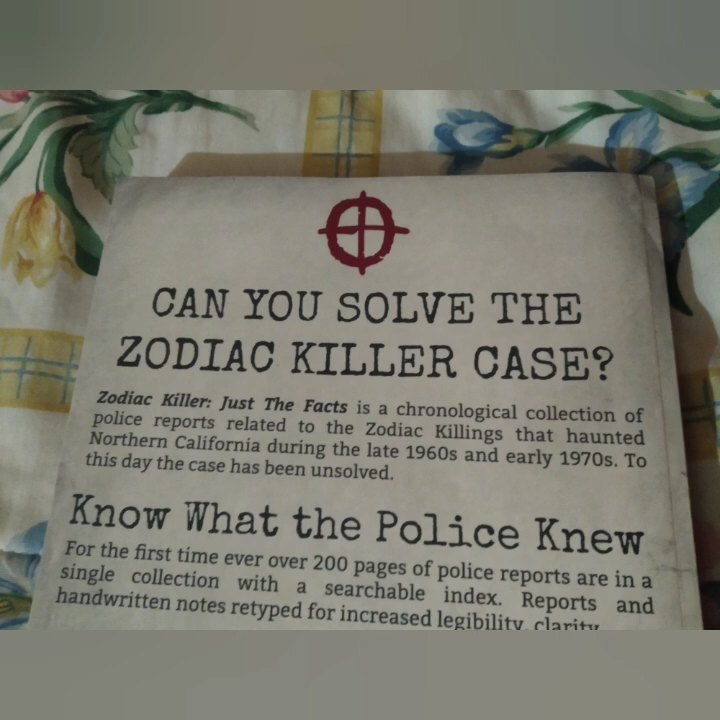 CAN YOU SOLVE THE
ZODIAC KILLER CASE?
Zodiac Killer: Just The Facts is a chronological collection of
police reports related to the Zodiac Killings that haunted
Northern California during the late 1960s and early 1970s. To
this day the case has been unsolved.
Know What the Police Knew
For the first time ever over 200 pages of police reports are in a
single collection with a searchable index. Reports and
handwritten notes retyped for increased legibility, clarity